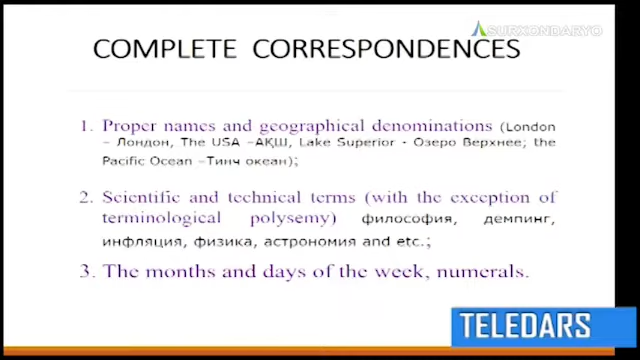 SURXONDARYO
COMPLETE CORRESPONDENCES
1. Proper names and geographical denominations (London
– Лондон, The USA –АҚШ, Lake Superior - Озеро Верхнее; the
Pacific Ocean –Тинч океан);
2. Scientific and technical terms (with the exception of
terminological polysemy) философия, демпинг,
инфляция, физика, астрономия and etc.;
3. The months and days of the week, numerals.
TELEDARS